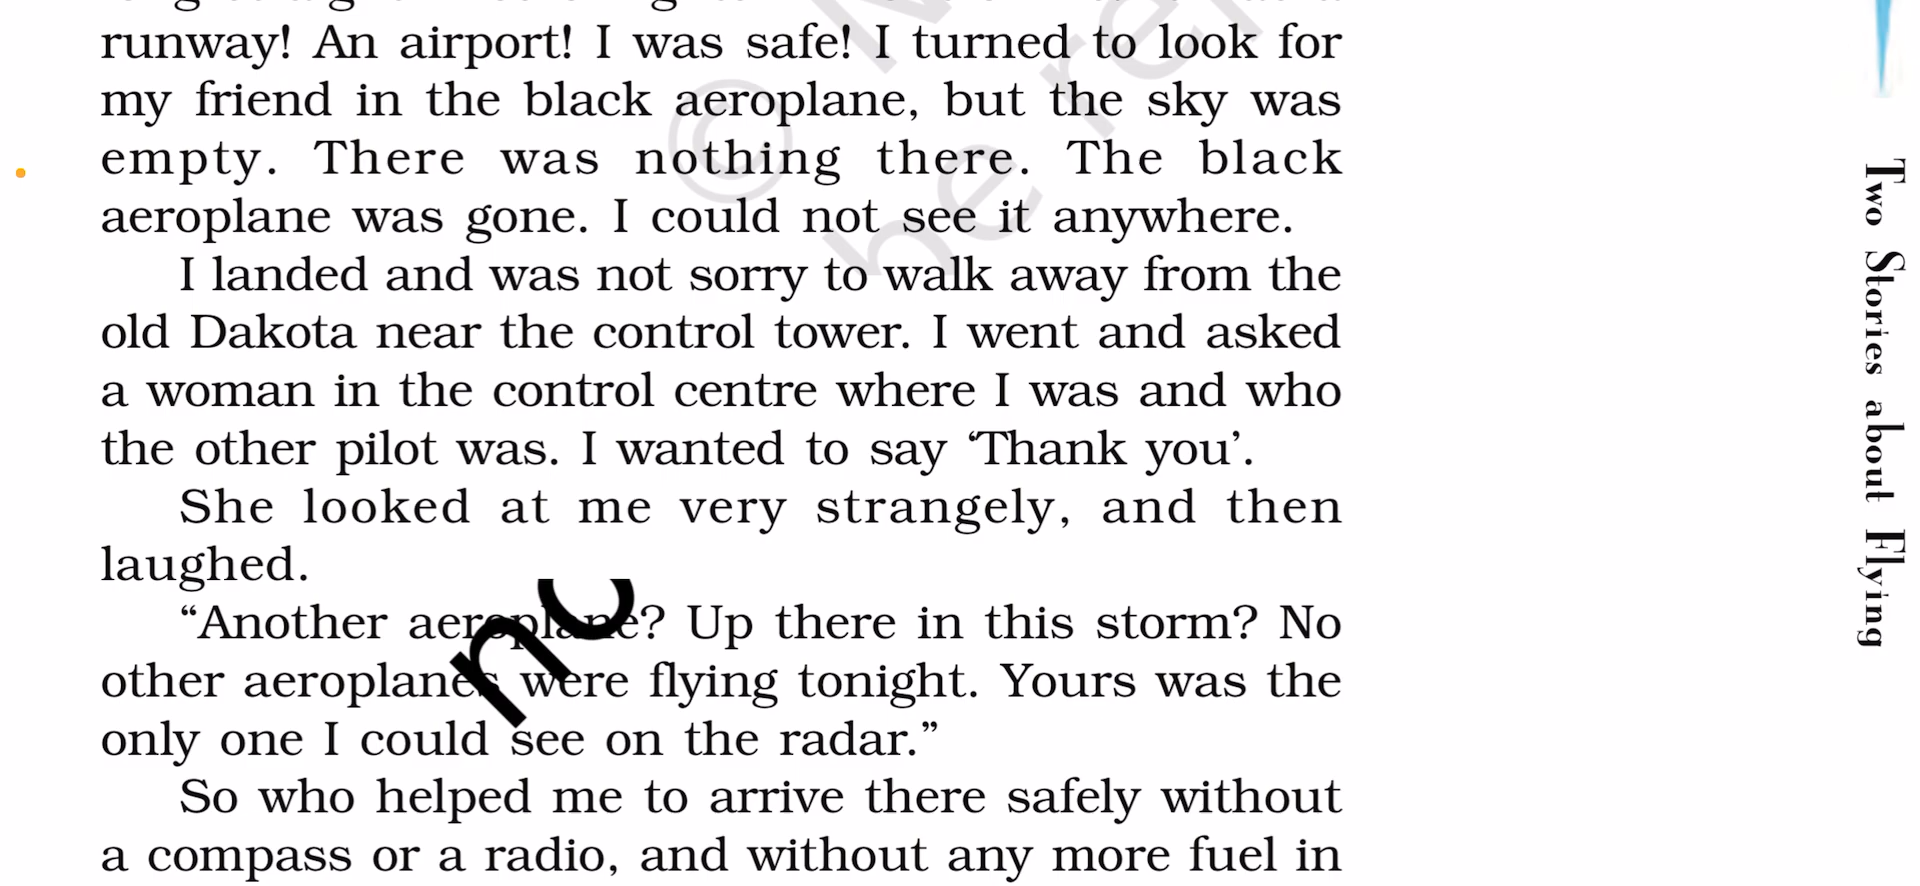 runway! An airport! I was safe! I turned to look for
my friend in the black aeroplane, but the sky was
empty. There was nothing there. The black
aeroplane was gone. I could not see it anywhere.
I landed and was not sorry to walk away from the
old Dakota near the control tower. I went and asked
a woman in the control centre where I was and who
the other pilot was. I wanted to say ‘Thank you’.
She looked at me very strangely, and then
laughed.
“Another aeroplane? Up there in this storm? No
other aeroplanes were flying tonight. Yours was the
only one I could see on the radar.”
So who helped me to arrive there safely without
a compass or a radio, and without any more fuel in
Two Stories about Flying
©
be
no